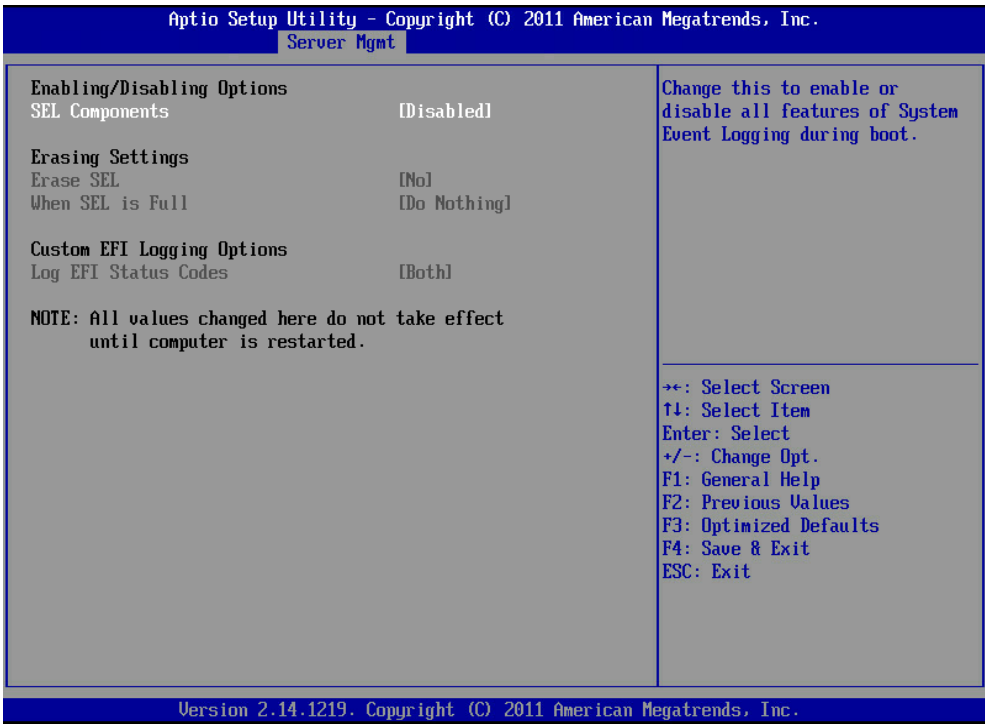 Aptio Setup Utility - Copyright (C) 2011 American Megatrends, Inc.
Server Mgmt
Enabling/Disabling Options
SEL Components [Disabled]
Erasing Settings
Erase SEL [No]
When SEL is Full [Do Nothing]
Custom EFI Logging Options
Log EFI Status Codes [Both]
NOTE: All values changed here do not take effect
until computer is restarted.
Change this to enable or
disable all features of System
Event Logging during boot.
→←: Select Screen
↑↓: Select Item
Enter: Select
+/-: Change Opt.
F1: General Help
F2: Previous Values
F3: Optimized Defaults
F4: Save & Exit
ESC: Exit
Version 2.14.1219. Copyright (C) 2011 American Megatrends, Inc.